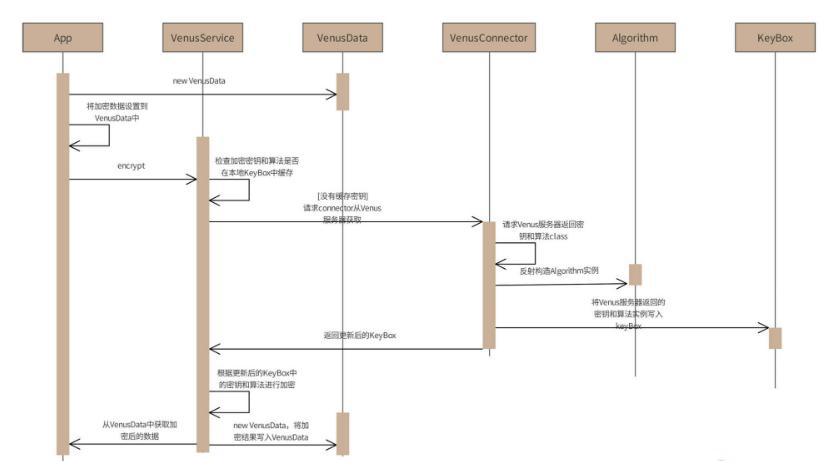 App
VenusService
VenusData
VenusConnector
Algorithm
KeyBox
new VenusData
将加密数据设置到
VenusData中
encrypt
检查加密密钥和算法是否
在本地KeyBox中缓存
[没有缓存密钥]
请求connector从Venus
服务器获取
请求Venus服务器返回密
钥和算法class
反射构造Algorithm实例
将Venus服务器返回的
密钥和算法实例写入
keyBox
返回更新后的KeyBox
根据更新后的KeyBox中
的密钥和算法进行加密
从VenusData中获取加
密后的数据
new VenusData，将加
密结果写入VenusData